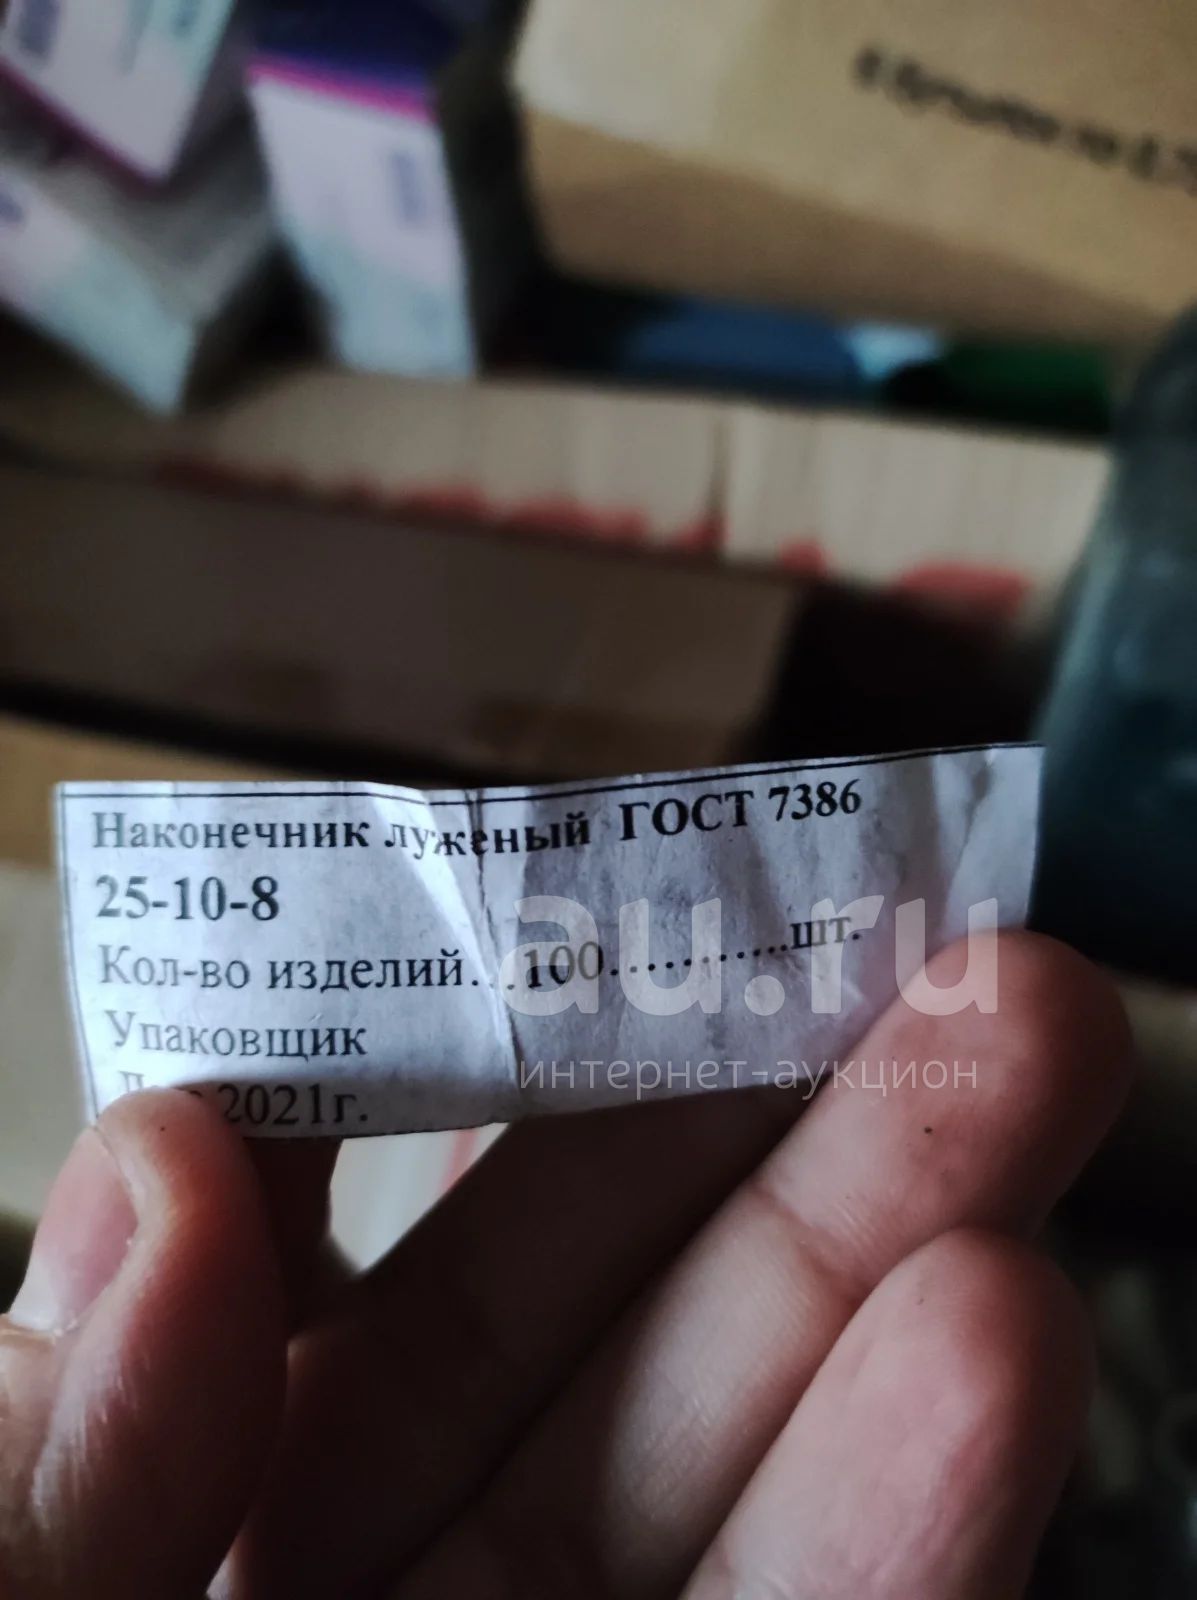 Наконечник луженый ГОСТ 7386
25-10-8
Кол-во изделий...100............шт.
Упаковщик
2021г.
au.ru
интернет-аукцион